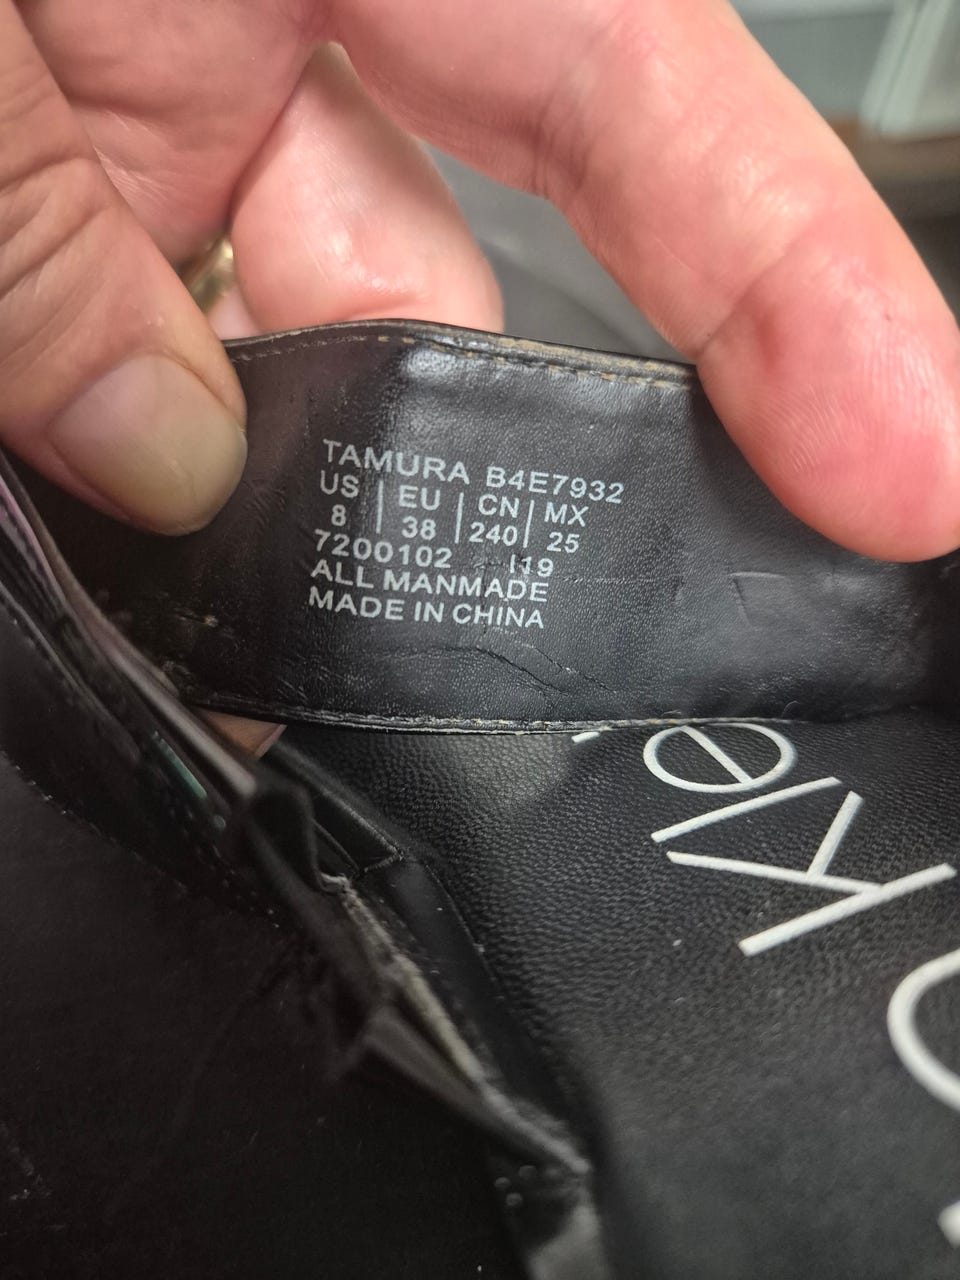 TAMURA B4E7932
US | EU | CN | MX
8 | 38 | 240 | 25
7200102 I19
ALL MANMADE
MADE IN CHINA